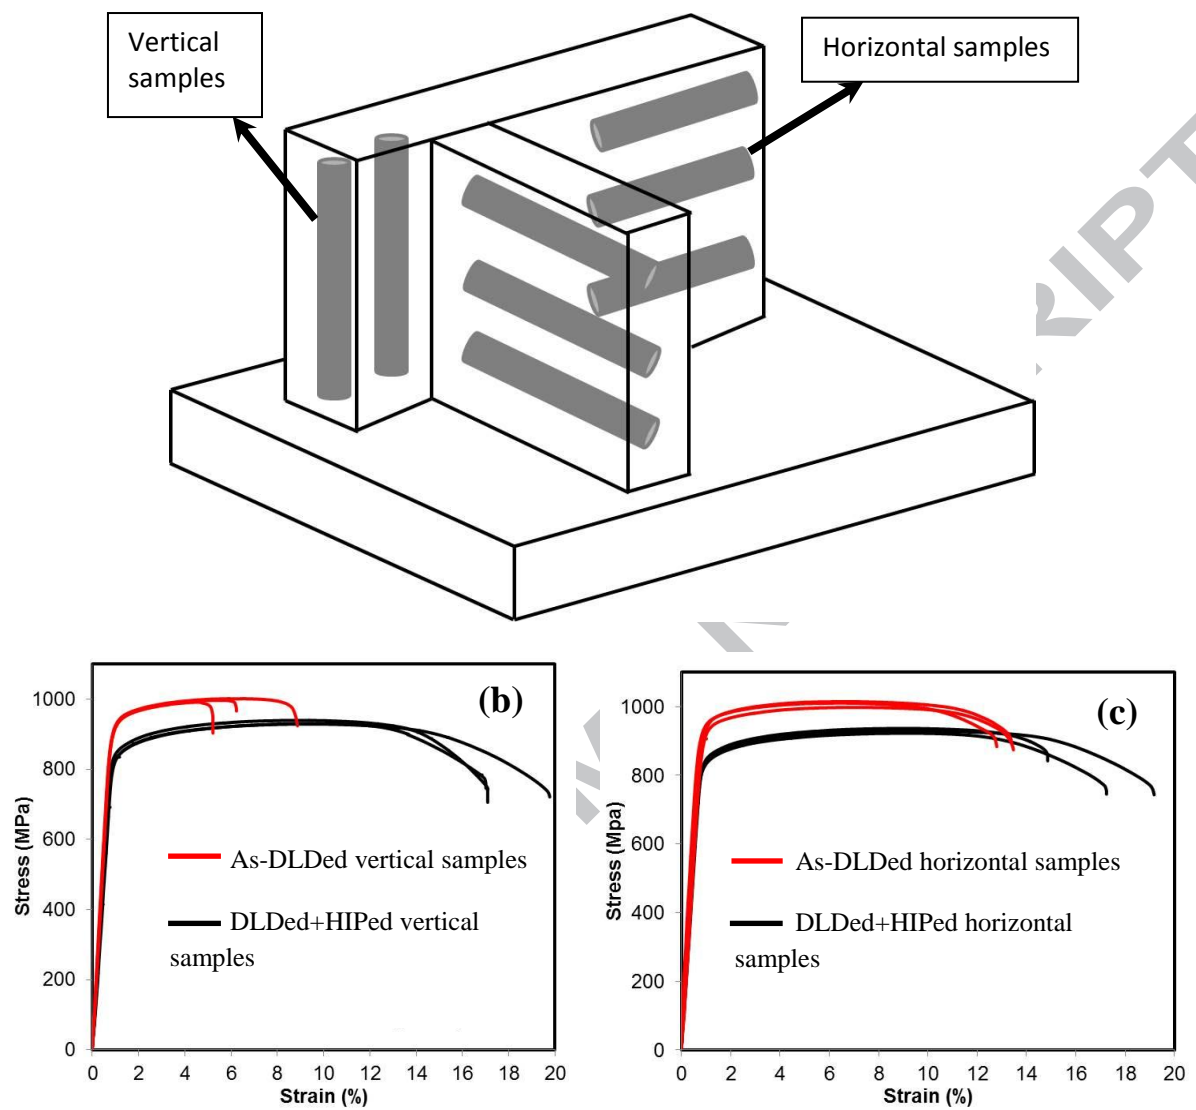 Vertical
samples
Horizontal samples
RIPT
(b)
1000
800
600
400
200
0
Stress (MPa)
As-DLDed vertical samples
DLDed+HIPed vertical
samples
0 2 4 6 8 10 12 14 16 18 20
Strain (%)
(c)
1000
800
600
400
200
0
Stress (Mpa)
As-DLDed horizontal samples
DLDed+HIPed horizontal
samples
0 2 4 6 8 10 12 14 16 18 20
Strain (%)